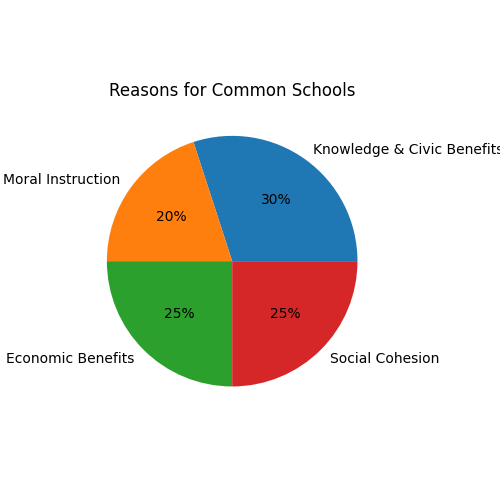 Reasons for Common Schools
Knowledge & Civic Benefits
Moral Instruction
30%
20%
25%
25%
Economic Benefits
Social Cohesion